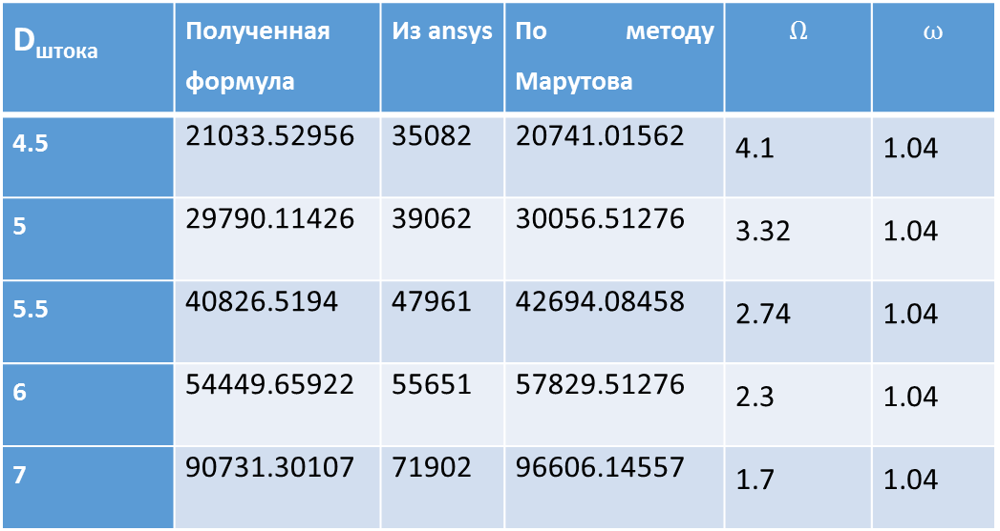 Dштока Полученная формула Из ansys По методу Марутова Ω ω
4.5 21033.52956 35082 20741.01562 4.1 1.04
5 29790.11426 39062 30056.51276 3.32 1.04
5.5 40826.5194 47961 42694.08458 2.74 1.04
6 54449.65922 55651 57829.51276 2.3 1.04
7 90731.30107 71902 96606.14557 1.7 1.04